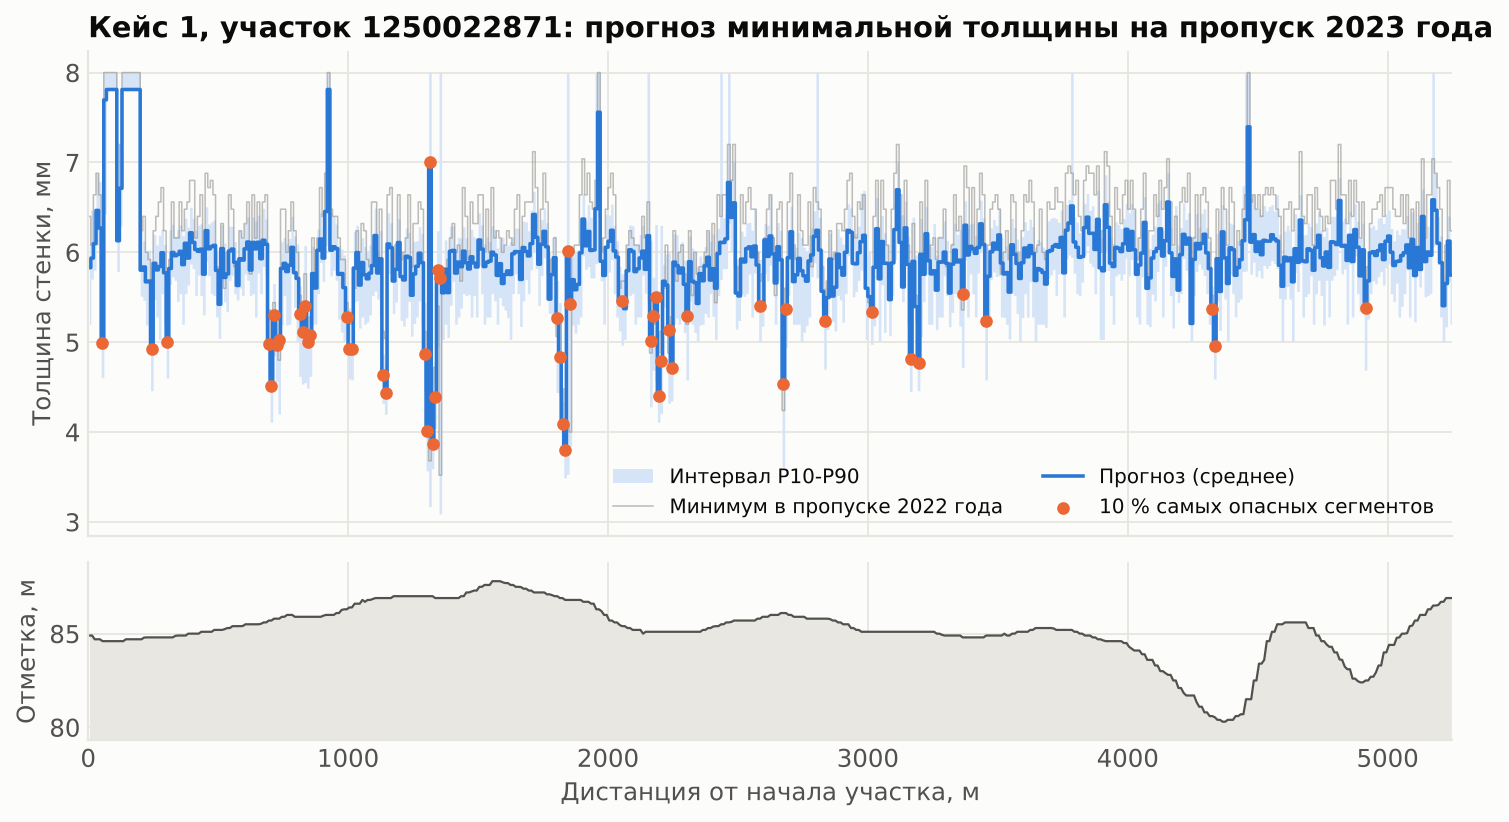 Кейс 1, участок 1250022871: прогноз минимальной толщины на пропуск 2023 года
Толщина стенки, мм
8
7
6
5
4
3
Интервал P10-P90
Минимум в пропуске 2022 года
Прогноз (среднее)
10 % самых опасных сегментов
Отметка, м
85
80
0 1000 2000 3000 4000 5000
Дистанция от начала участка, м